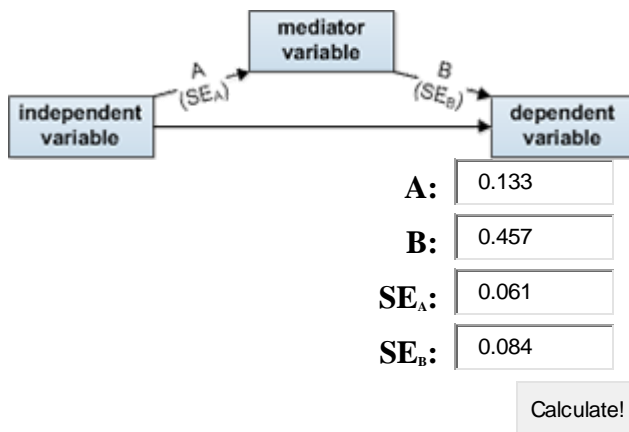 mediator
variable
A
(SEA)
B
(SEB)
independent
variable
dependent
variable
A: 0.133
B: 0.457
SEA: 0.061
SEB: 0.084
Calculate!